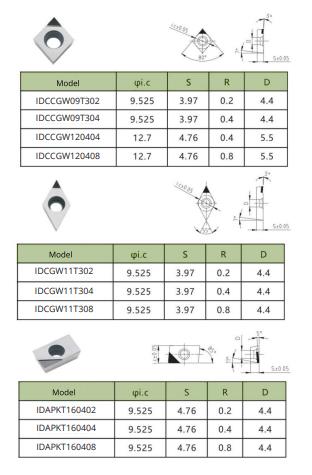 80°
5°
7°
S±0.05
Model φi.c S R D
IDCCGW09T302 9.525 3.97 0.2 4.4
IDCCGW09T304 9.525 3.97 0.4 4.4
IDCCGW120404 12.7 4.76 0.4 5.5
IDCCGW120408 12.7 4.76 0.8 5.5
55°
D
7°
S±0.05
Model φi.c S R D
IDCGW11T302 9.525 3.97 0.2 4.4
IDCGW11T304 9.525 3.97 0.4 4.4
IDCGW11T308 9.525 3.97 0.8 4.4
D
5°
S±0.05
Model φi.c S R D
IDAPKT160402 9.525 4.76 0.2 4.4
IDAPKT160404 9.525 4.76 0.4 4.4
IDAPKT160408 9.525 4.76 0.8 4.4